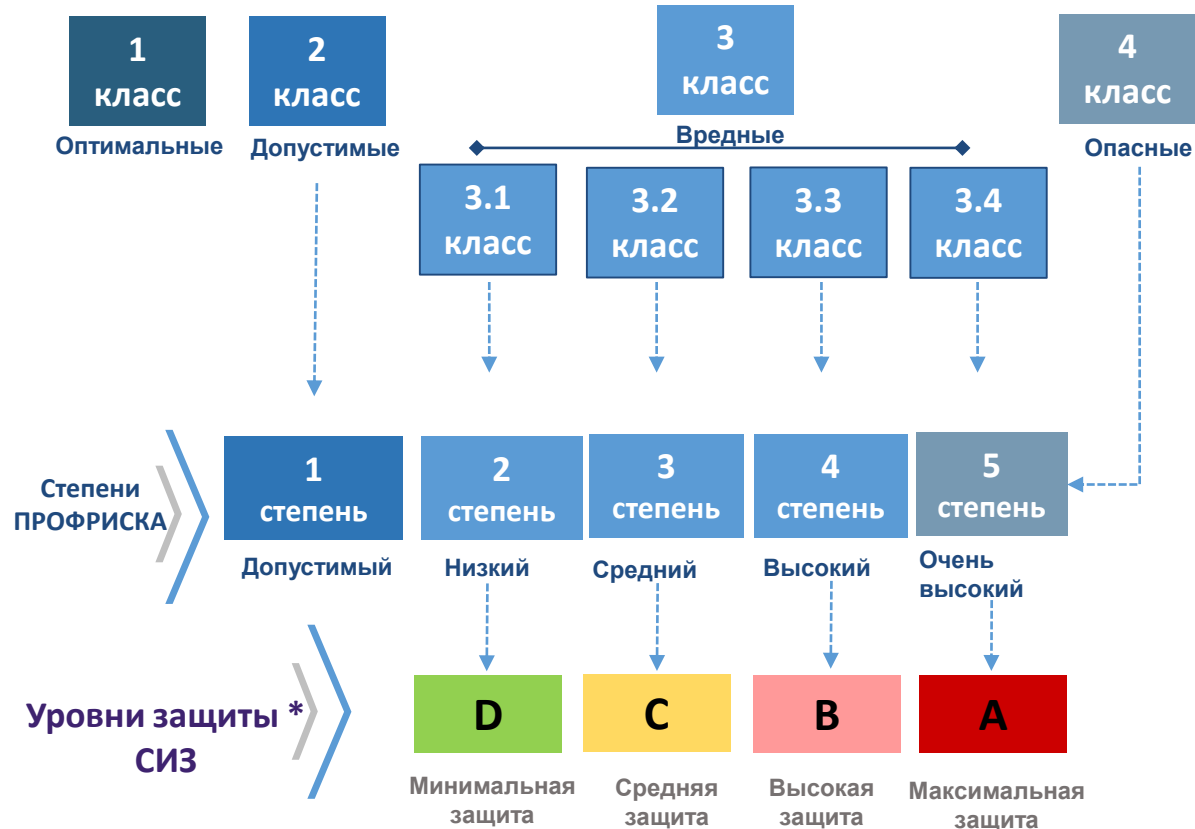 1
класс
2
класс
3
класс
4
класс
Оптимальные
Допустимые
Вредные
Опасные
3.1
класс
3.2
класс
3.3
класс
3.4
класс
Степени
ПРОФРИСКА
1
степень
2
степень
3
степень
4
степень
5
степень
Допустимый
Низкий
Средний
Высокий
Очень
высокий
Уровни защиты *
СИЗ
D
C
B
A
Минимальная
защита
Средняя
защита
Высокая
защита
Максимальная
защита